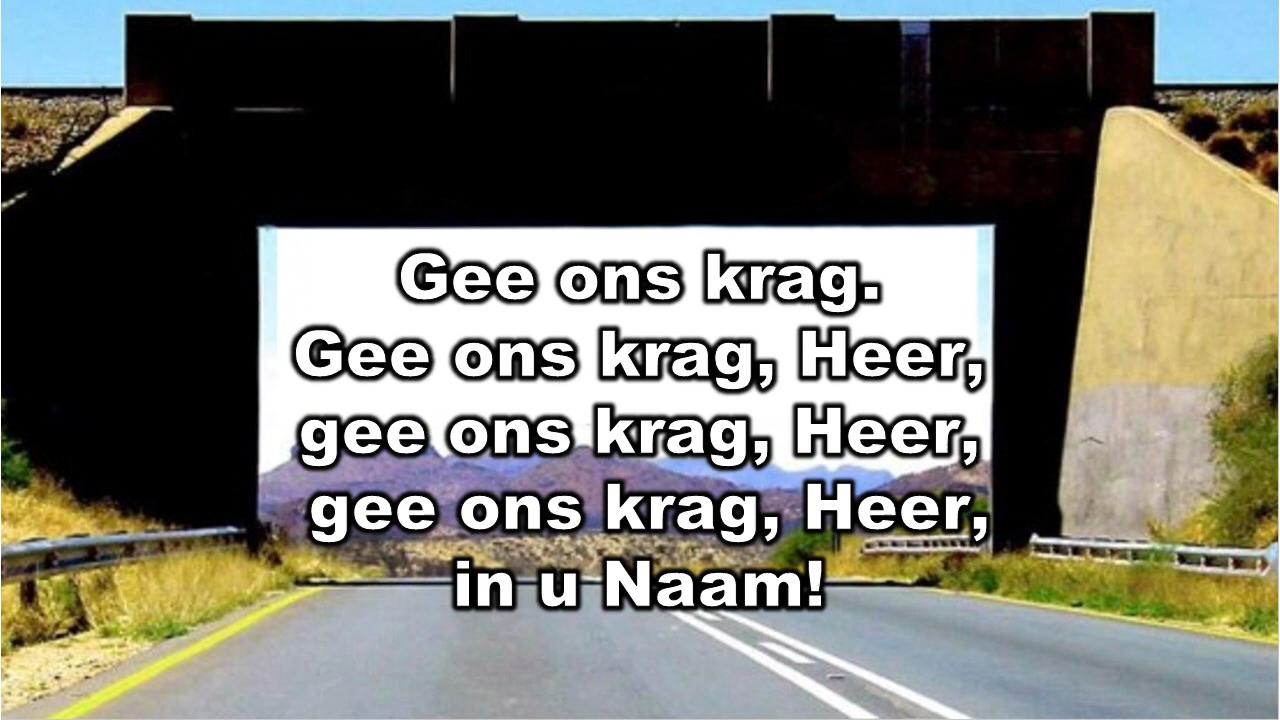 Gee ons krag.
Gee ons krag, Heer,
gee ons krag, Heer,
gee ons krag, Heer,
in u Naam!